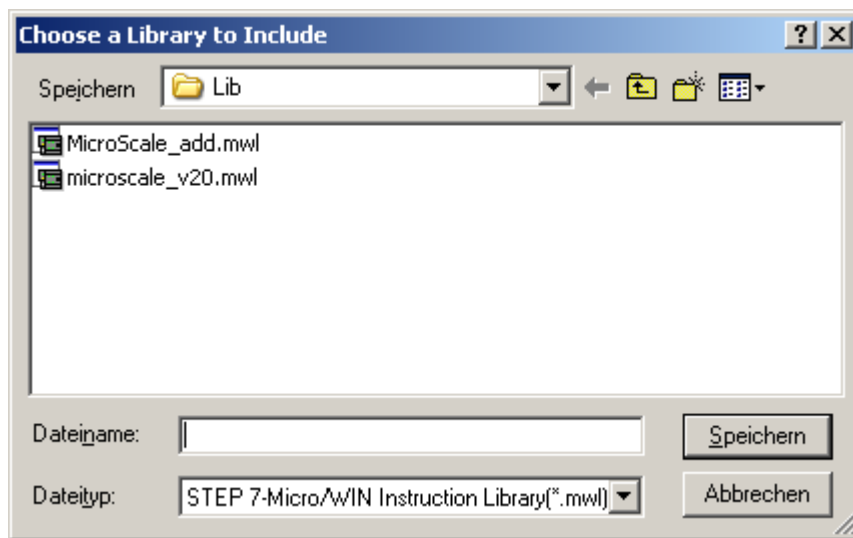 Choose a Library to Include
Speichern Lib
MicroScale_add.mwl
microscale_v20.mwl
Dateiname: Speichern
Dateityp: STEP 7-Micro/WIN Instruction Library(*.mwl) Abbrechen